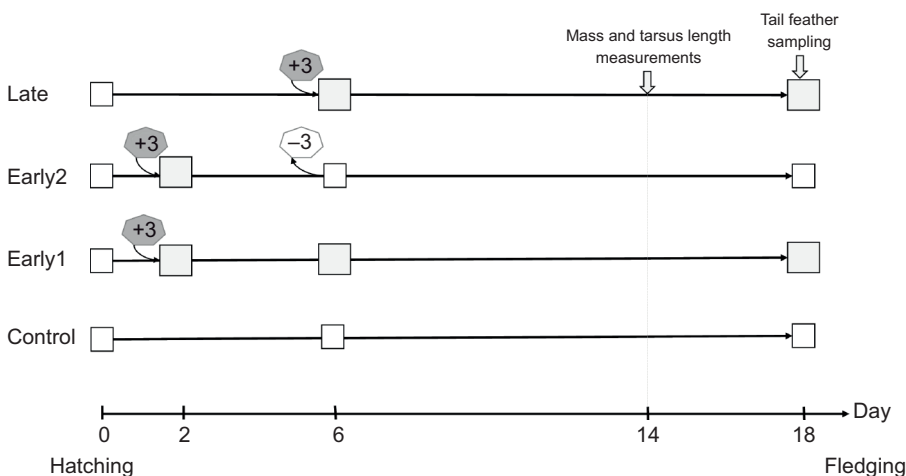 Mass and tarsus length
measurements
Tail feather
sampling
Late
+3
Early2
+3
–3
Early1
+3
Control
Day
0 2 6 14 18
Hatching Fledging